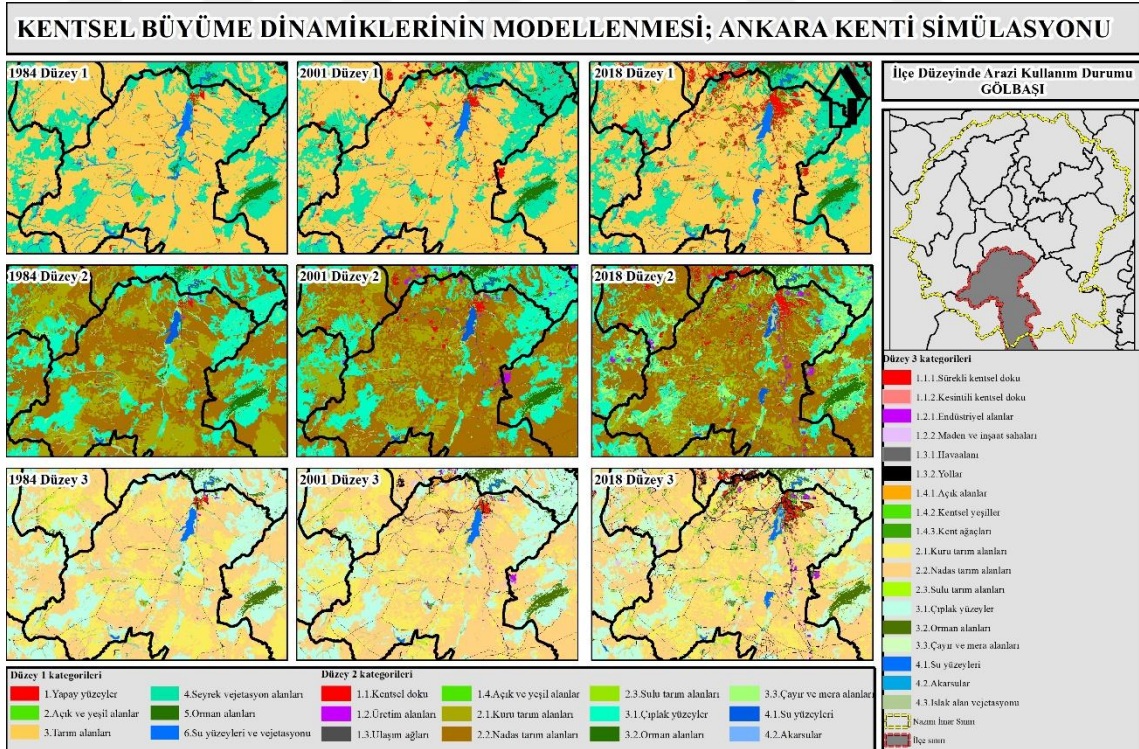 KENTSEL BÜYÜME DİNAMİKLERİNİN MODELLENMESİ; ANKARA KENTİ SİMÜLASYONU
1984 Düzey 1
2001 Düzey 1
2018 Düzey 1
İlçe Düzeyinde Arazi Kullanım Durumu
GÖLBAŞI
1984 Düzey 2
2001 Düzey 2
2018 Düzey 2
1984 Düzey 3
2001 Düzey 3
2018 Düzey 3
Düzey 3 kategorileri
1.1.1.Sürekli kentsel doku
1.1.2.Kesintili kentsel doku
1.2.1.Endüstriyel alanlar
1.2.2.Maden ve inşaat sahaları
1.3.1.Havaalanı
1.3.2.Yollar
1.4.1.Açık alanlar
1.4.2.Kentsel yeşiller
1.4.3.Kent ağaçları
2.1.Kuru tarım alanları
2.2.Nadas tarım alanları
2.3.Sulu tarım alanları
3.1.Çıplak yüzeyler
3.2.Orman alanları
3.3.Çayır ve mera alanları
4.1.Su yüzeyleri
4.2.Akarsular
4.3.Islak alan vejetasyonu
Nazım İmar Sınırı
İlçe sınırı
Düzey 1 kategorileri
1.Yapay yüzeyler
2.Açık ve yeşil alanlar
3.Tarım alanları
4.Seyrek vejetasyon alanları
5.Orman alanları
6.Su yüzeyleri ve vejetasyonu
Düzey 2 kategorileri
1.1.Kentsel doku
1.2.Üretim alanları
1.3.Ulaşım ağları
1.4.Açık ve yeşil alanlar
2.1.Kuru tarım alanları
2.2.Nadas tarım alanları
2.3.Sulu tarım alanları
3.1.Çıplak yüzeyler
3.2.Orman alanları
3.3.Çayır ve mera alanları
4.1.Su yüzeyleri
4.2.Akarsular